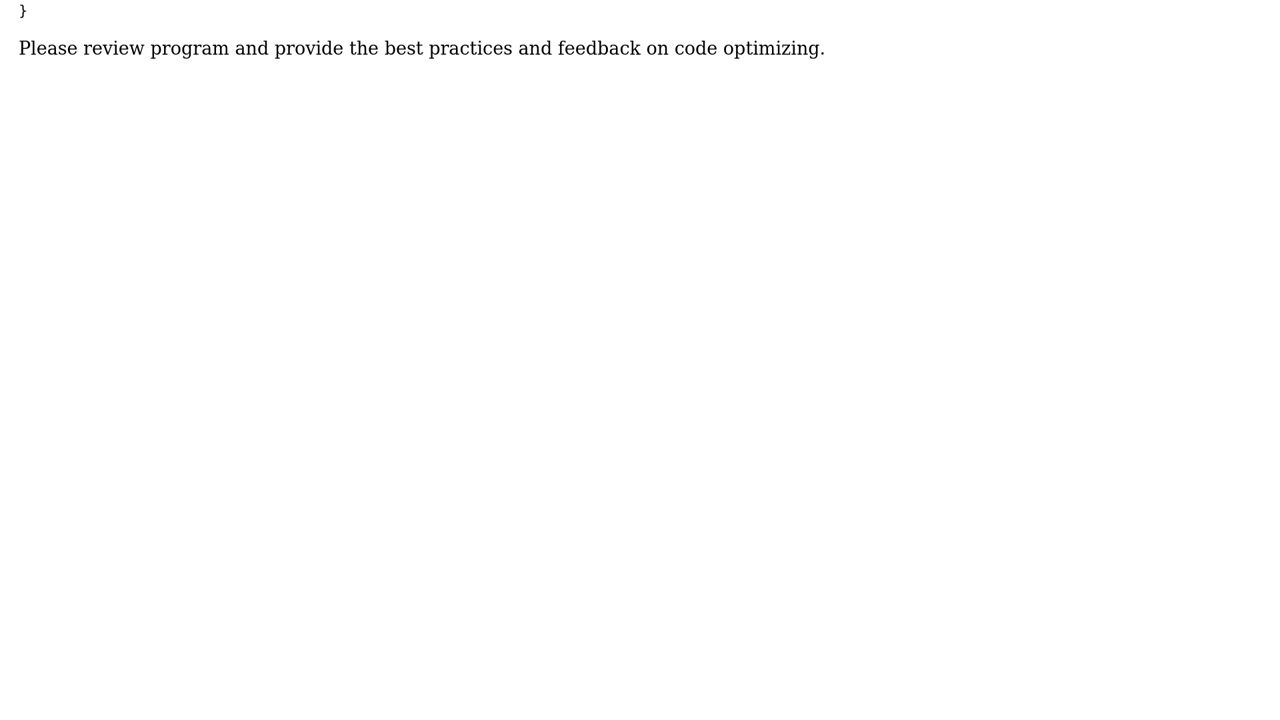 }
Please review program and provide the best practices and feedback on code optimizing.